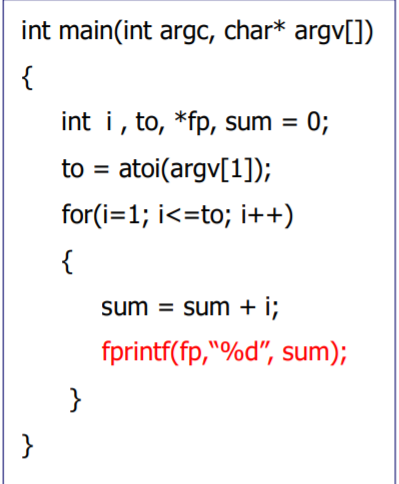 int main(int argc, char* argv[])
{
int i , to, *fp, sum = 0;
to = atoi(argv[1]);
for(i=1; i<=to; i++)
{
sum = sum + i;
fprintf(fp,“%d”, sum);
}
}